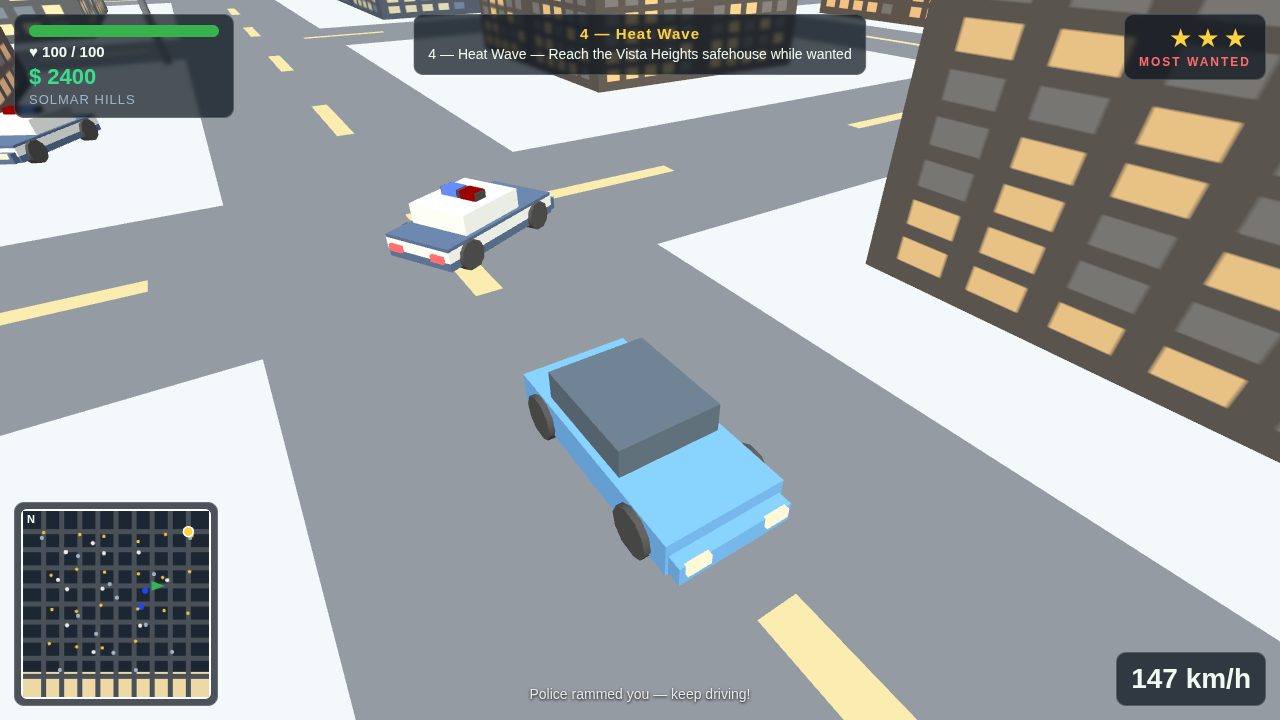 ♥ 100 / 100
$ 2400
SOLMAR HILLS
4 — Heat Wave
4 — Heat Wave — Reach the Vista Heights safehouse while wanted
★ ★ ★
MOST WANTED
N
Police rammed you — keep driving!
147 km/h